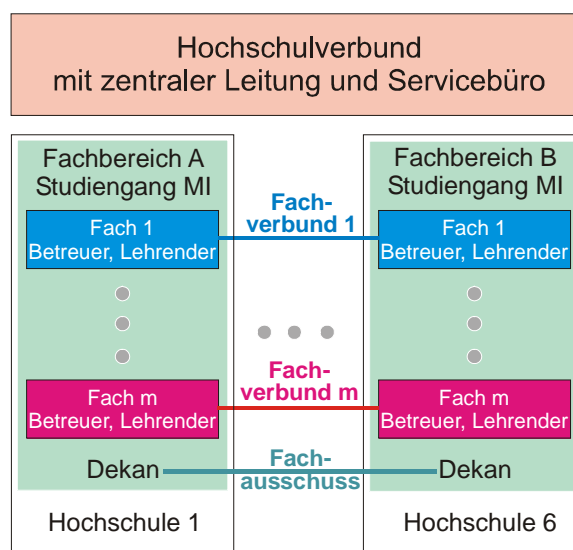 Hochschulverbund
mit zentraler Leitung und Servicebüro
Fachbereich A
Studiengang MI
Fach 1
Betreuer, Lehrender
Fach m
Betreuer, Lehrender
Dekan
Hochschule 1
Fach-
verbund 1
Fach-
verbund m
Fach-
ausschuss
Fachbereich B
Studiengang MI
Fach 1
Betreuer, Lehrender
Fach m
Betreuer, Lehrender
Dekan
Hochschule 6